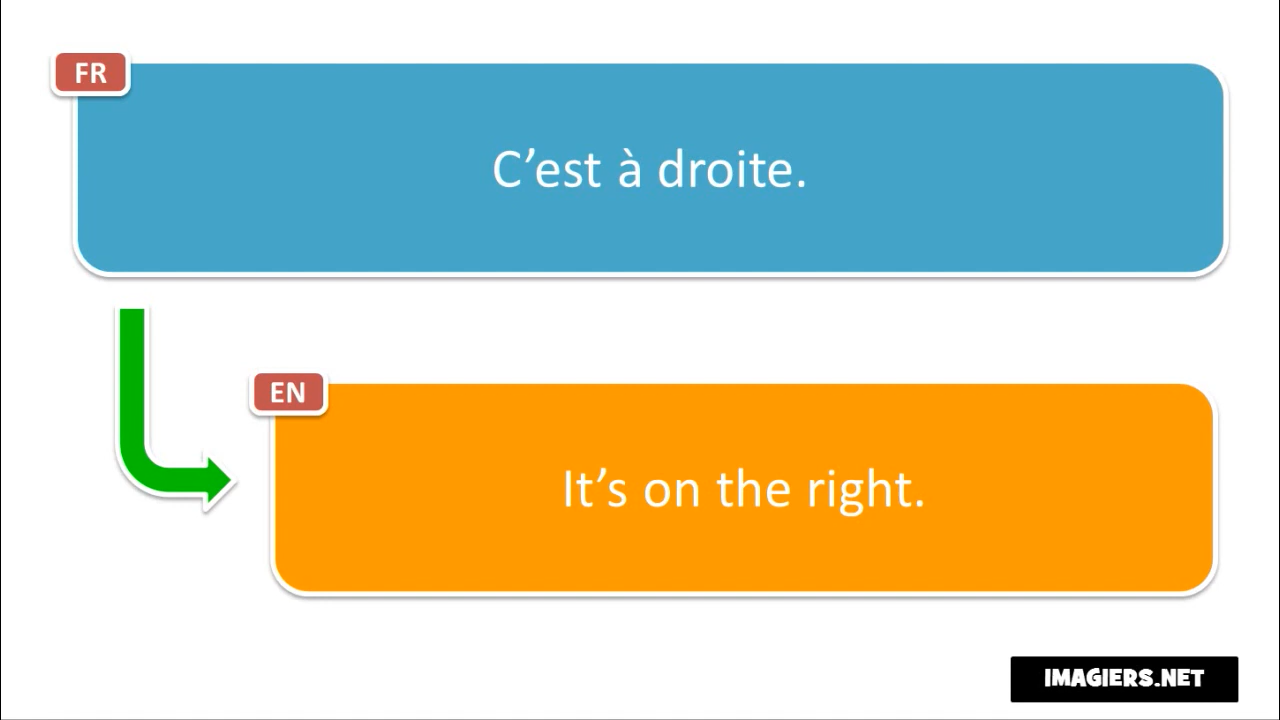 FR
C’est à droite.
EN
It’s on the right.
IMAGIERS.NET